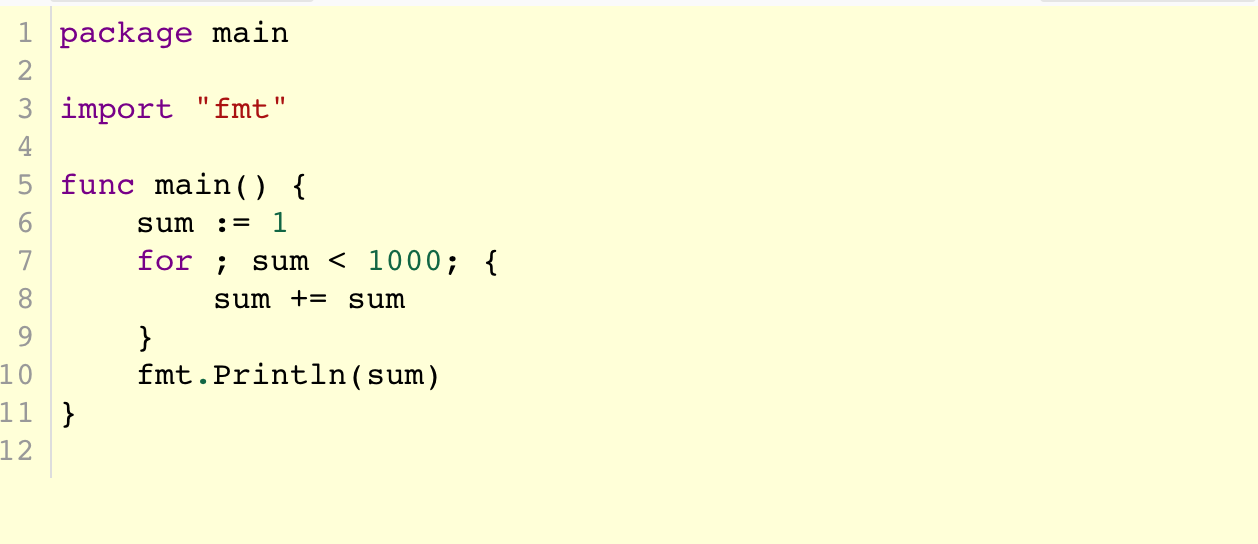 1 package main
2
3 import "fmt"
4
5 func main() {
6     sum := 1
7     for ; sum < 1000; {
8         sum += sum
9     }
10     fmt.Println(sum)
11 }
12